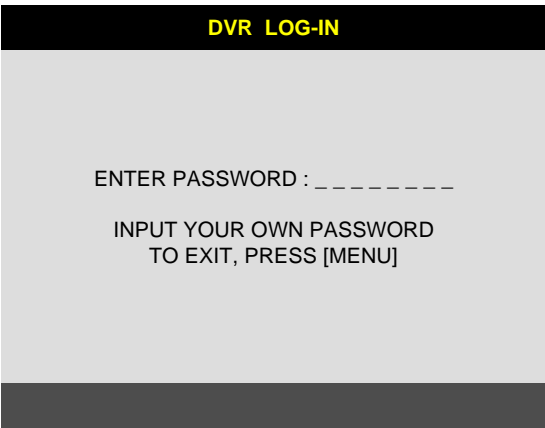 DVR LOG-IN
ENTER PASSWORD : _ _ _ _ _ _ _ _
INPUT YOUR OWN PASSWORD
TO EXIT, PRESS [MENU]